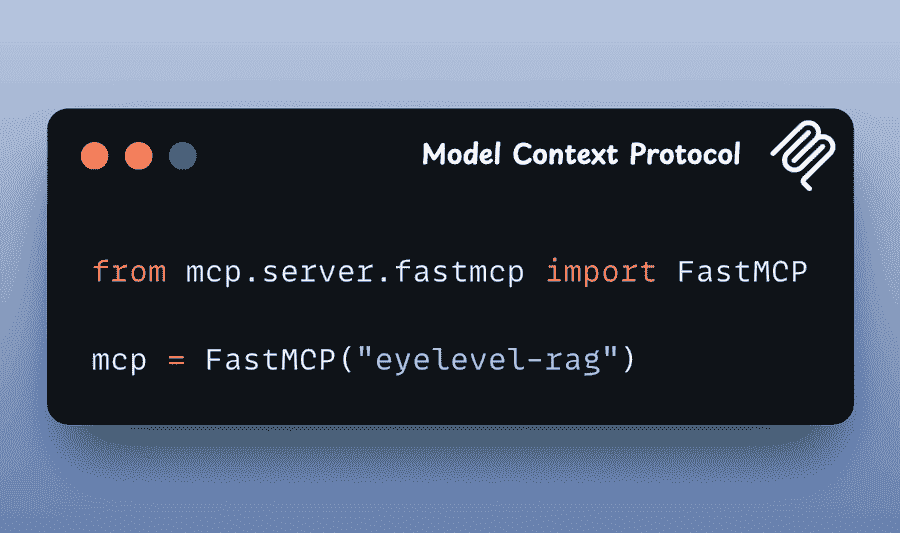 Model Context Protocol
from mcp.server.fastmcp import FastMCP
mcp = FastMCP("eyelevel-rag")